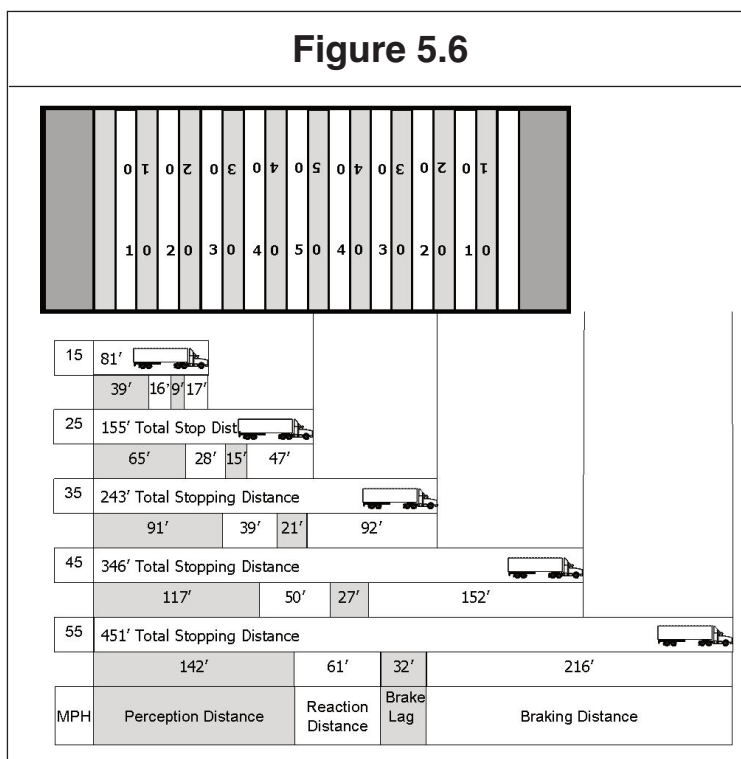 Figure 5.6
0 1 0 2 0 3 0 4 0 5 0 4 0 3 0 2 0 1
1 0 2 0 3 0 4 0 5 0 4 0 3 0 2 0 1 0
15 81′
39′ 16′ 9′ 17′
25 155′ Total Stop Dist
65′ 28′ 15′ 47′
35 243′ Total Stopping Distance
91′ 39′ 21′ 92′
45 346′ Total Stopping Distance
117′ 50′ 27′ 152′
55 451′ Total Stopping Distance
142′ 61′ 32′ 216′
MPH Perception Distance Reaction Distance Brake Lag Braking Distance